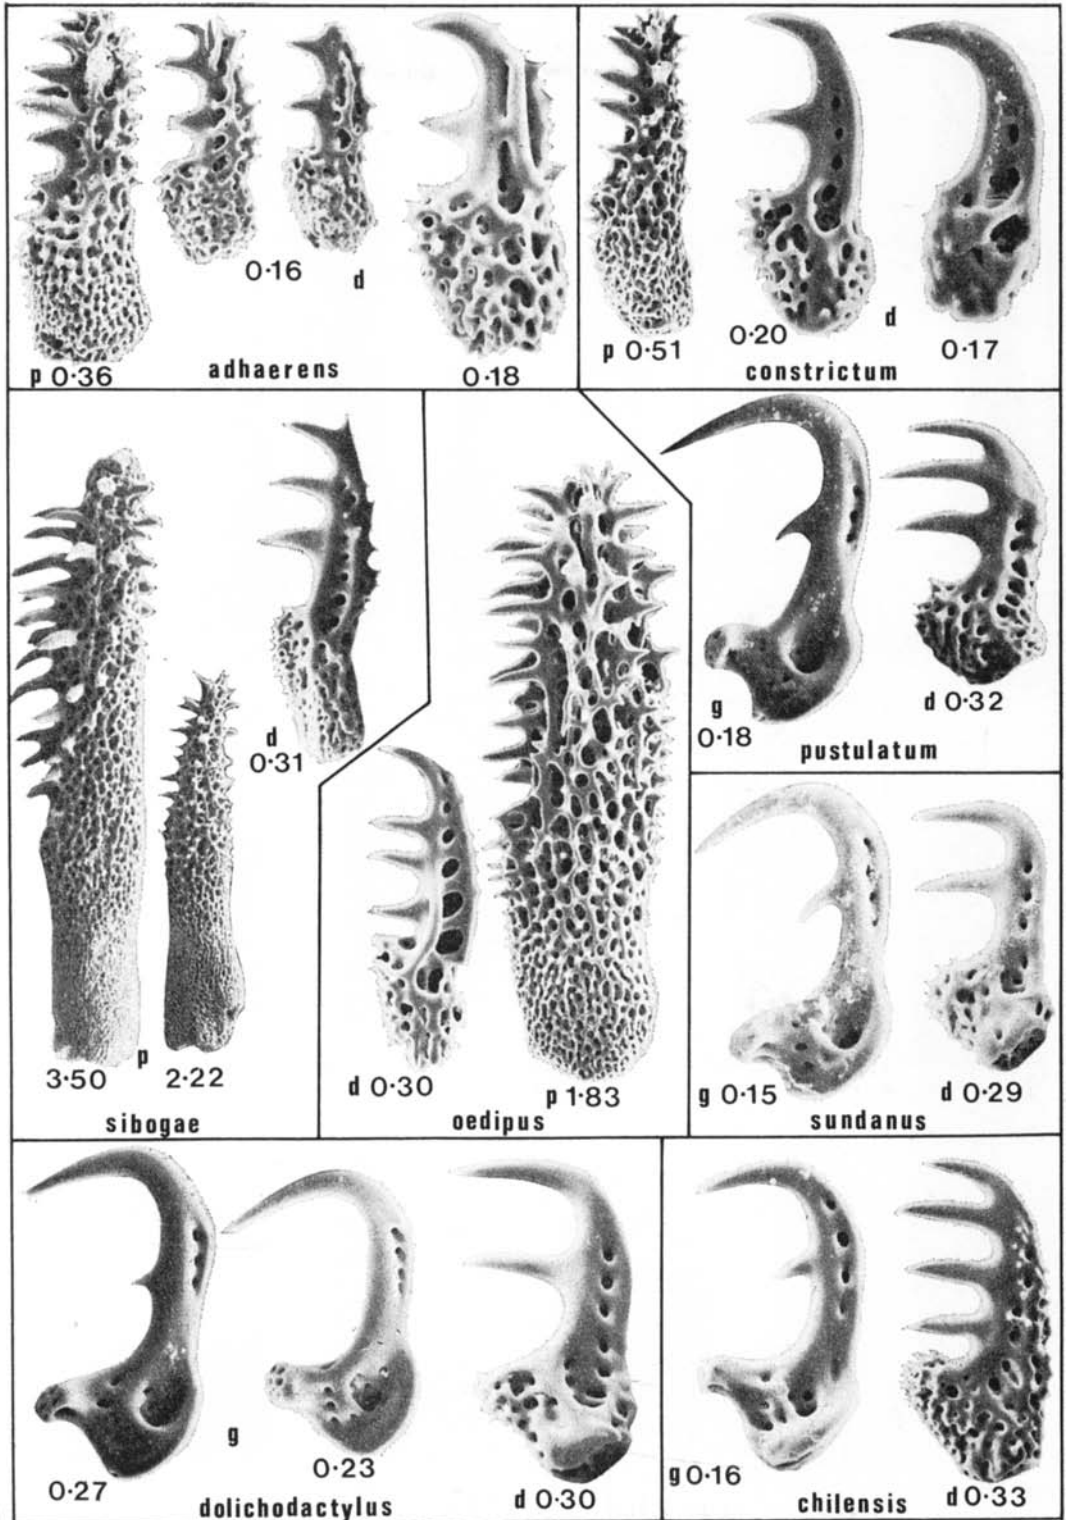 0·16
d
p 0·36
adhaerens
0·18
p 0·51
0·20
d
0·17
constrictum
d
0·31
p
3·50
2·22
sibogae
d 0·30
p 1·83
oedipus
g
0·18
d 0·32
pustulatum
g 0·15
d 0·29
sundanus
0·27
g
0·23
d 0·30
dolichodactylus
g 0·16
d 0·33
chilensis